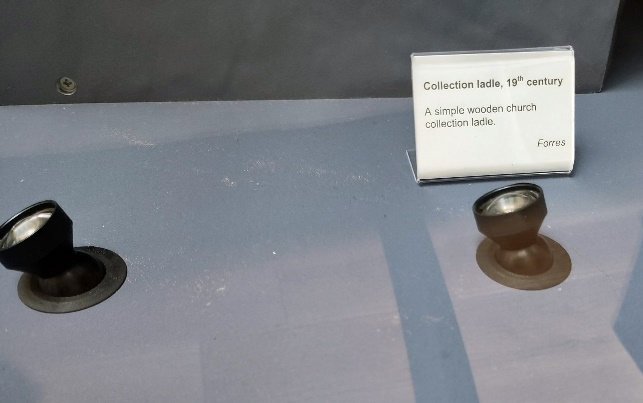 Collection ladle, 19th century
A simple wooden church
collection ladle.
Forres